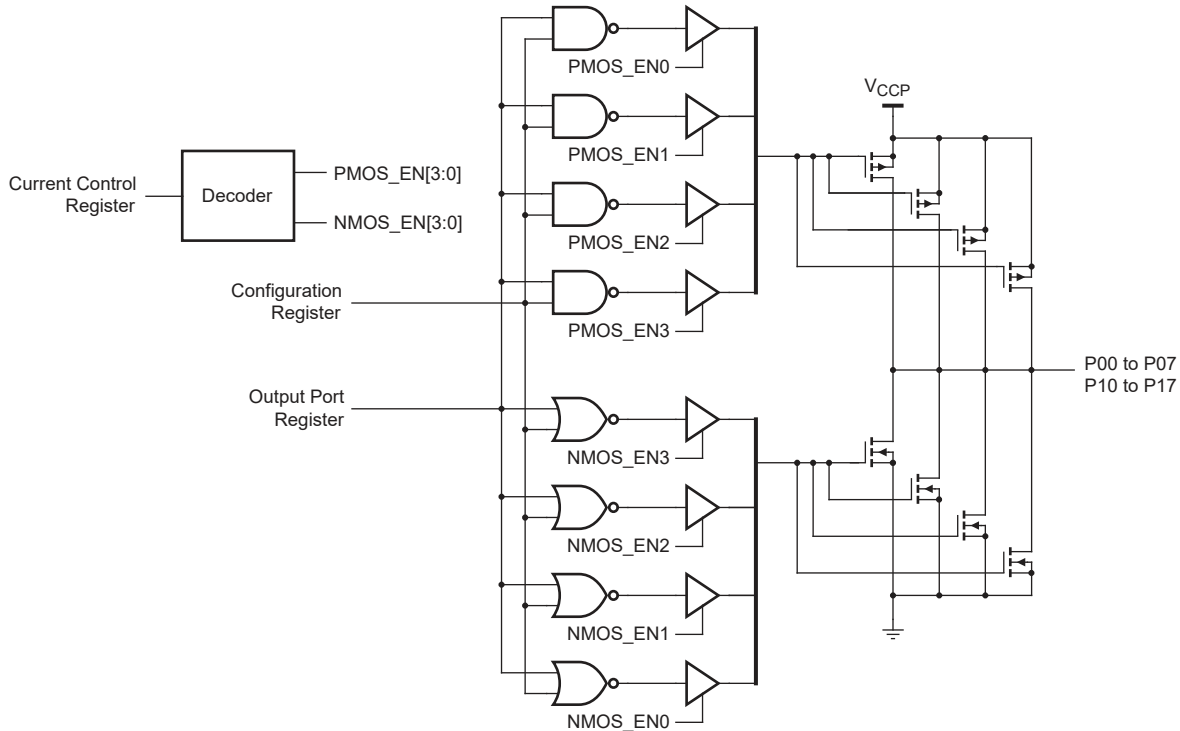 PMOS_EN0
V_CCP
PMOS_EN1
Current Control
Register
Decoder
PMOS_EN[3:0]
NMOS_EN[3:0]
PMOS_EN2
Configuration
Register
PMOS_EN3
P00 to P07
P10 to P17
Output Port
Register
NMOS_EN3
NMOS_EN2
NMOS_EN1
NMOS_EN0